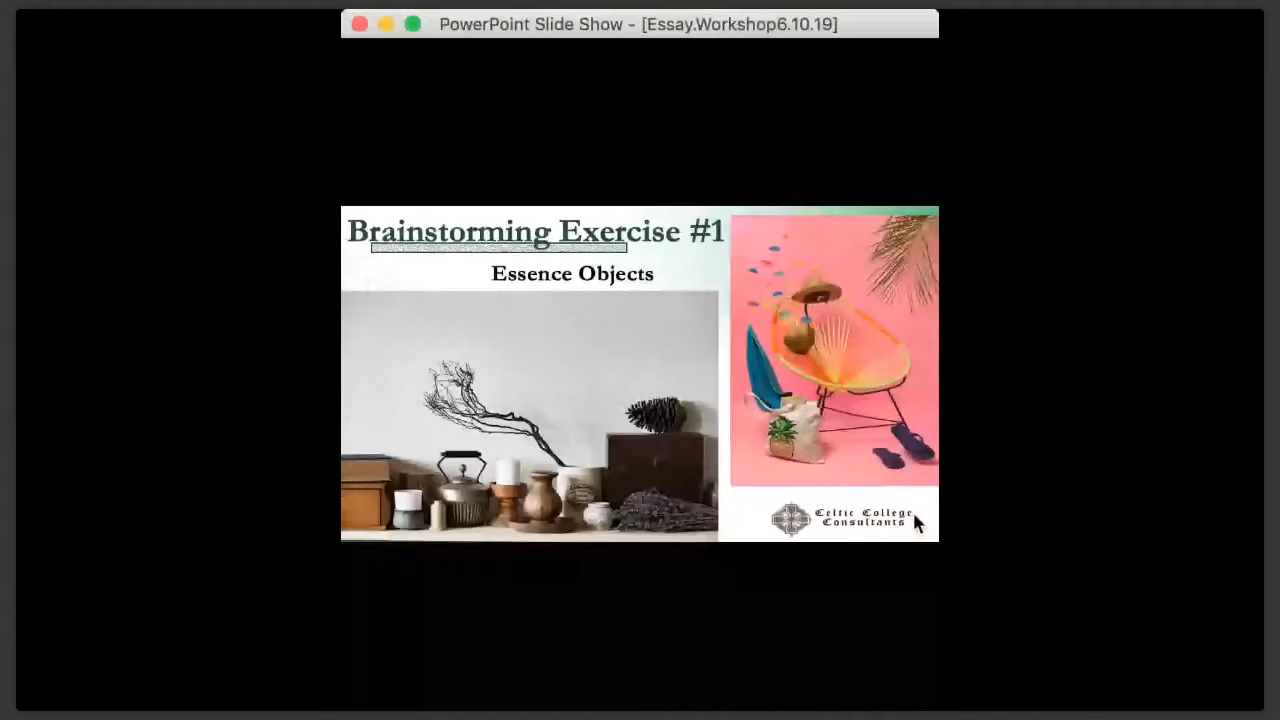 PowerPoint Slide Show - [Essay.Workshop6.10.19]
Brainstorming Exercise #1
Essence Objects
Celtic College
Consultants